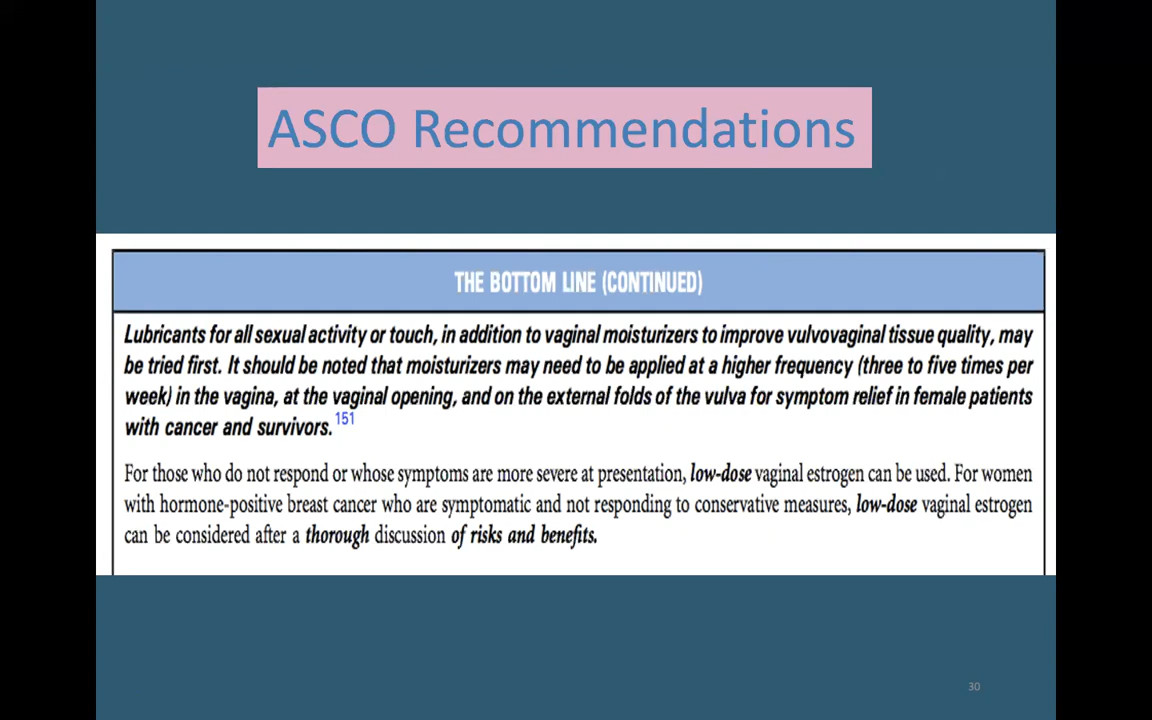 ASCO Recommendations
THE BOTTOM LINE (CONTINUED)
Lubricants for all sexual activity or touch, in addition to vaginal moisturizers to improve vulvovaginal tissue quality, may
be tried first. It should be noted that moisturizers may need to be applied at a higher frequency (three to five times per
week) in the vagina, at the vaginal opening, and on the external folds of the vulva for symptom relief in female patients
with cancer and survivors.151
For those who do not respond or whose symptoms are more severe at presentation, low-dose vaginal estrogen can be used. For women
with hormone-positive breast cancer who are symptomatic and not responding to conservative measures, low-dose vaginal estrogen
can be considered after a thorough discussion of risks and benefits.
30